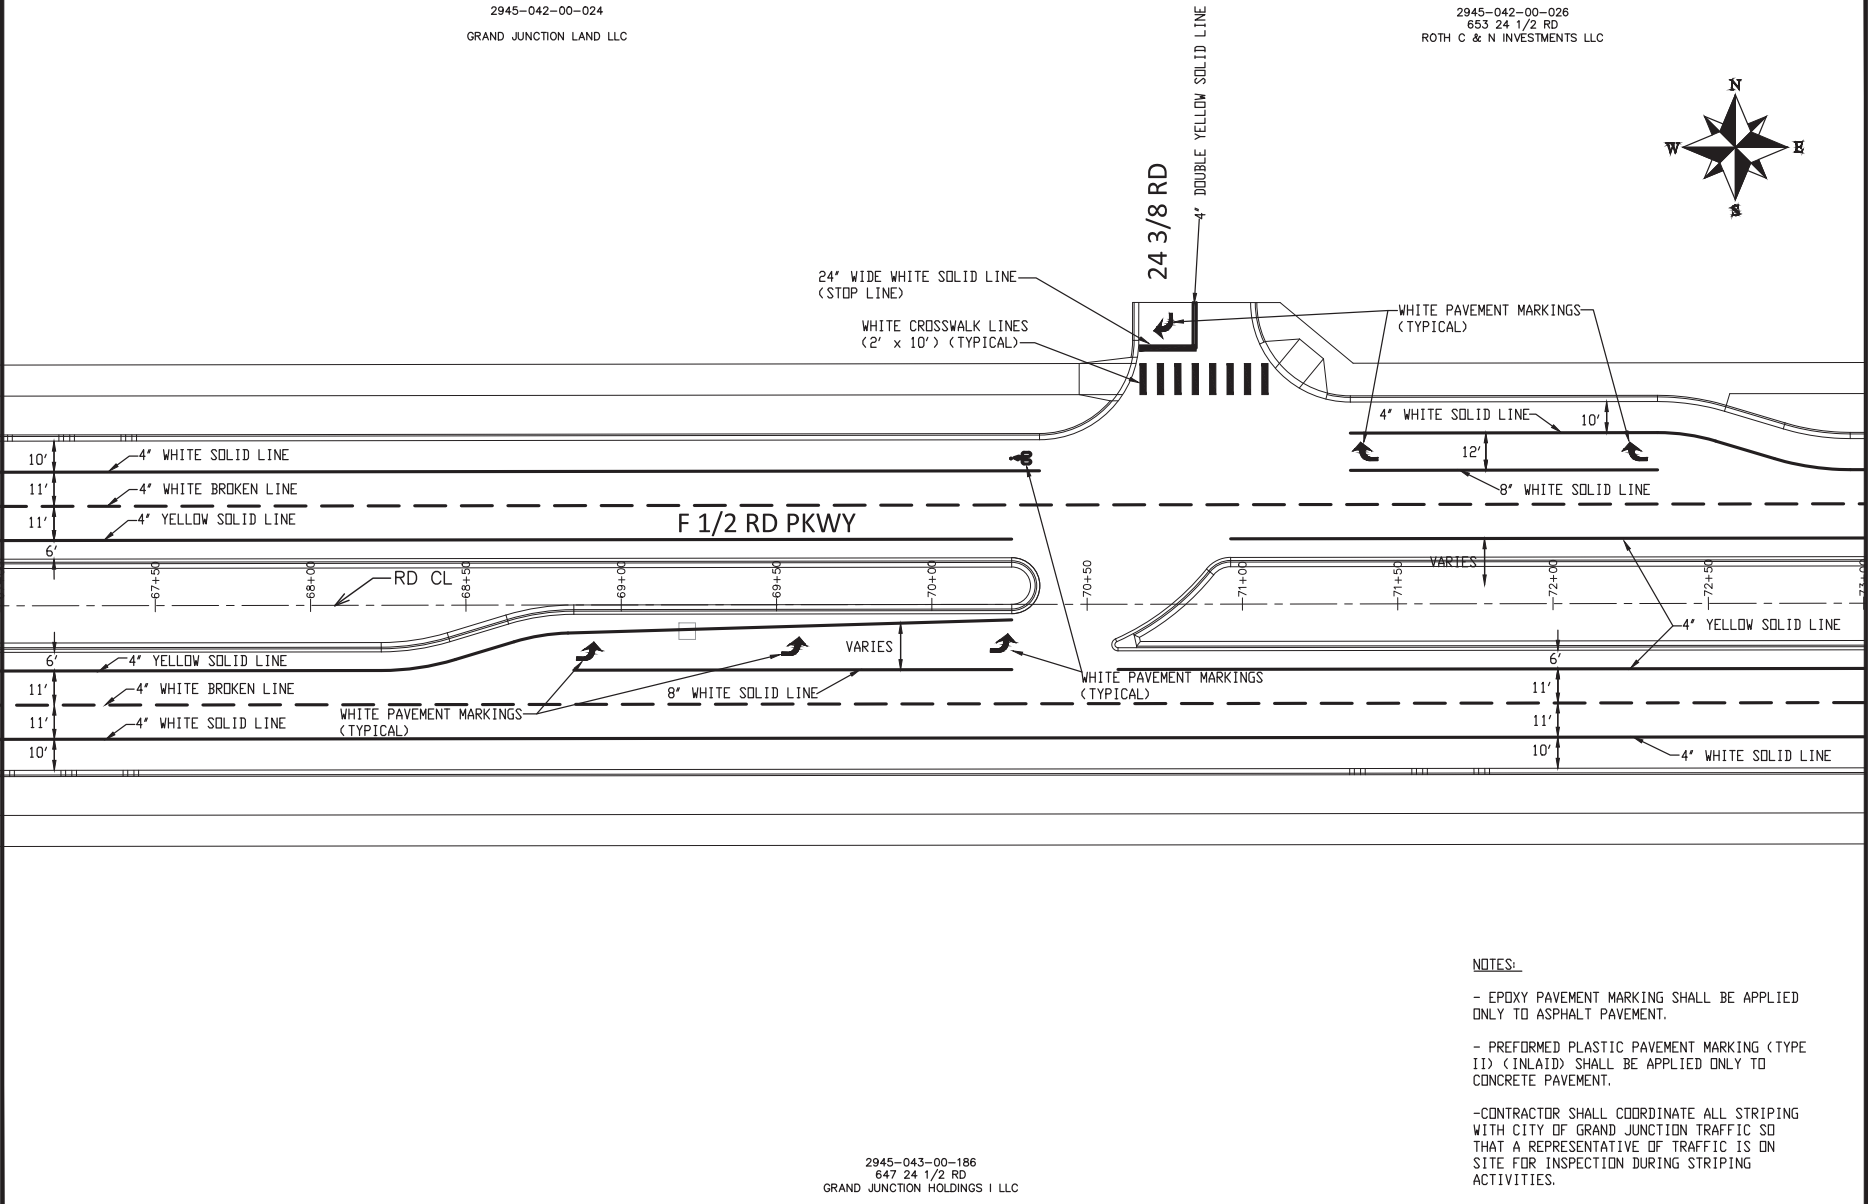 2945-042-00-024
GRAND JUNCTION LAND LLC
2945-042-00-026
653 24 1/2 RD
ROTH C & N INVESTMENTS LLC
4" DOUBLE YELLOW SOLID LINE
24 3/8 RD
N
W
E
S
24" WIDE WHITE SOLID LINE
(STOP LINE)
WHITE CROSSWALK LINES
(2' x 10') (TYPICAL)
WHITE PAVEMENT MARKINGS
(TYPICAL)
4" WHITE SOLID LINE
10'
12'
8" WHITE SOLID LINE
10'
4" WHITE SOLID LINE
11'
4" WHITE BROKEN LINE
11'
4" YELLOW SOLID LINE
6'
F 1/2 RD PKWY
VARIES
RD CL
67+50
68+00
68+50
69+00
69+50
70+00
70+50
71+00
71+50
72+00
72+50
4" YELLOW SOLID LINE
6'
4" YELLOW SOLID LINE
VARIES
6'
11'
4" WHITE BROKEN LINE
8" WHITE SOLID LINE
WHITE PAVEMENT MARKINGS
(TYPICAL)
11'
11'
4" WHITE SOLID LINE
WHITE PAVEMENT MARKINGS
(TYPICAL)
11'
10'
10'
4" WHITE SOLID LINE
NOTES:
- EPOXY PAVEMENT MARKING SHALL BE APPLIED
ONLY TO ASPHALT PAVEMENT.
- PREFORMED PLASTIC PAVEMENT MARKING (TYPE
II) (INLAID) SHALL BE APPLIED ONLY TO
CONCRETE PAVEMENT.
-CONTRACTOR SHALL COORDINATE ALL STRIPING
WITH CITY OF GRAND JUNCTION TRAFFIC SO
THAT A REPRESENTATIVE OF TRAFFIC IS ON
SITE FOR INSPECTION DURING STRIPING
ACTIVITIES.
2945-043-00-186
647 24 1/2 RD
GRAND JUNCTION HOLDINGS I LLC